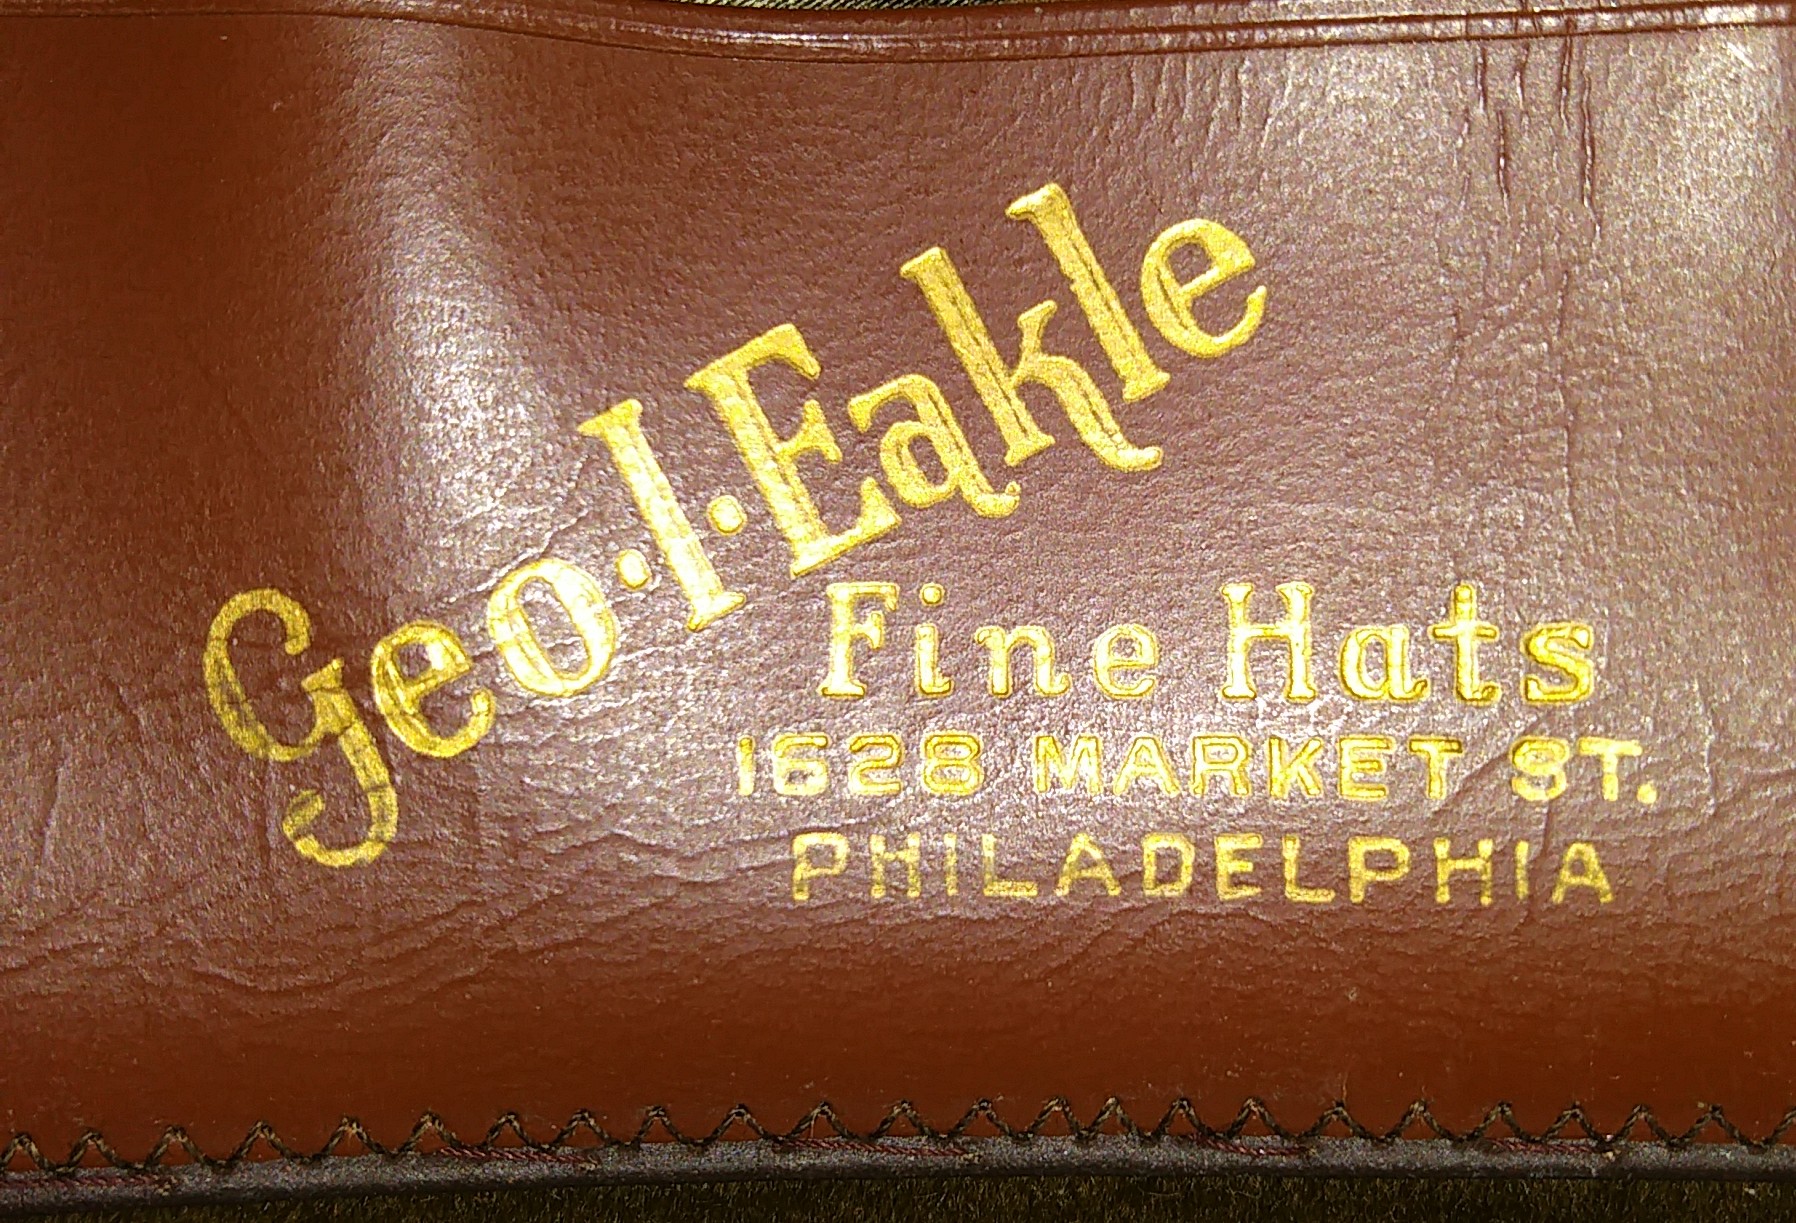 Geo·I·Eakle
Fine Hats
1628 MARKET ST.
PHILADELPHIA